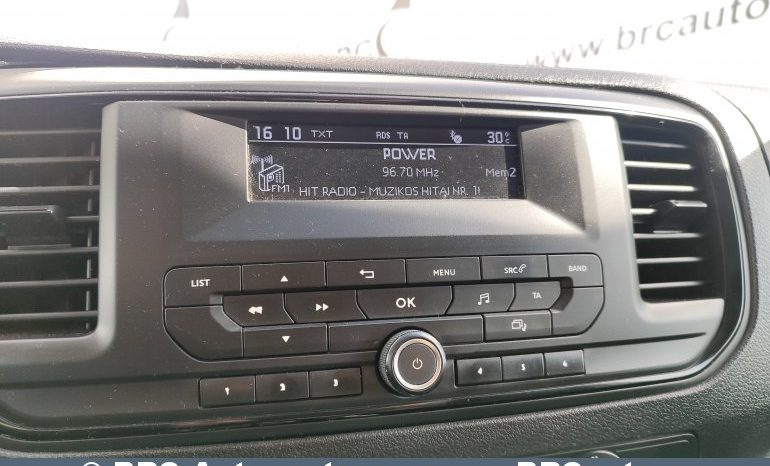 brcauto
16 10 TXT RDS TA 30 °C
POWER
96.70 MHz Mem2
FM1 HIT RADIO - MUZIKOS HITAI NR. 1!
LIST MENU SRC BAND
OK TA
1 2 3 4 5 6